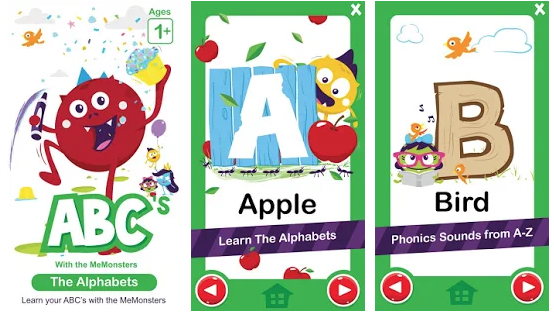 Ages
1+
ABC's
With the MeMonsters
The Alphabets
Learn your ABC's with the MeMonsters
X
A
Apple
Learn The Alphabets
X
B
Bird
Phonics Sounds from A-Z